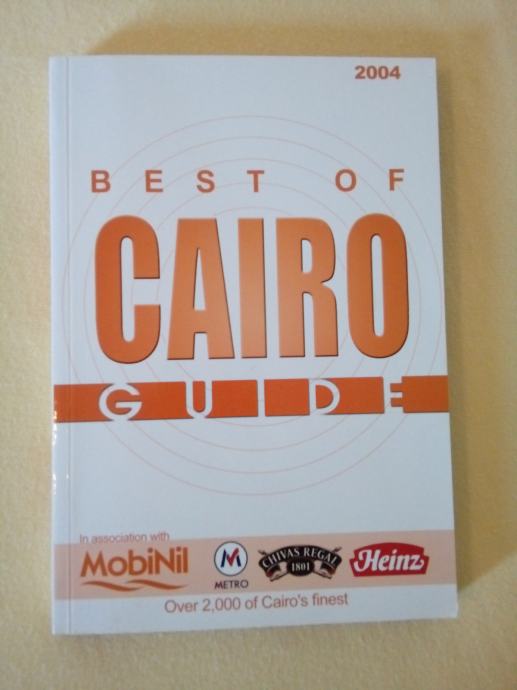 2004
BEST OF
CAIRO
GUIDE
In association with
MobiNil
METRO
CHIVAS REGAL
1801
Heinz
Over 2,000 of Cairo's finest